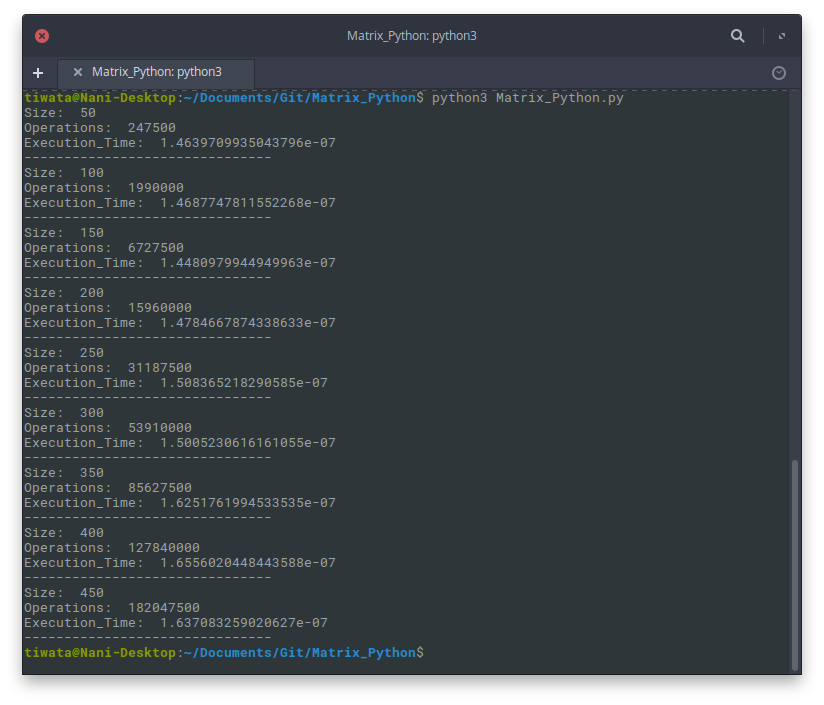 Matrix_Python: python3
Matrix_Python: python3
tiwata@Nani-Desktop:~/Documents/Git/Matrix_Python$ python3 Matrix_Python.py
Size:  50
Operations:  247500
Execution_Time:  1.4639709935043796e-07
-------------------------------
Size:  100
Operations:  1990000
Execution_Time:  1.4687747811552268e-07
-------------------------------
Size:  150
Operations:  6727500
Execution_Time:  1.4480979944949963e-07
-------------------------------
Size:  200
Operations:  15960000
Execution_Time:  1.4784667874338633e-07
-------------------------------
Size:  250
Operations:  31187500
Execution_Time:  1.508365218290585e-07
-------------------------------
Size:  300
Operations:  53910000
Execution_Time:  1.5005230616161055e-07
-------------------------------
Size:  350
Operations:  85627500
Execution_Time:  1.6251761994533535e-07
-------------------------------
Size:  400
Operations:  127840000
Execution_Time:  1.6556020448443588e-07
-------------------------------
Size:  450
Operations:  182047500
Execution_Time:  1.637083259020627e-07
-------------------------------
tiwata@Nani-Desktop:~/Documents/Git/Matrix_Python$